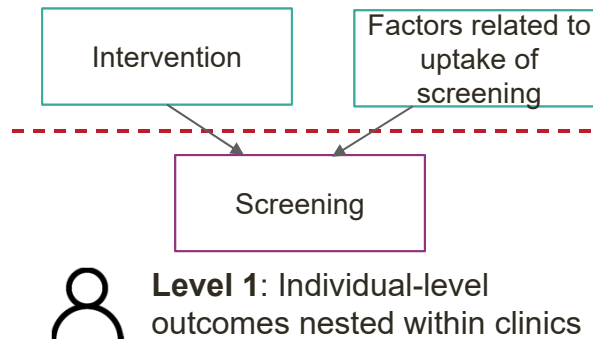 Intervention
Factors related to
uptake of
screening
Screening
Level 1: Individual-level
outcomes nested within clinics